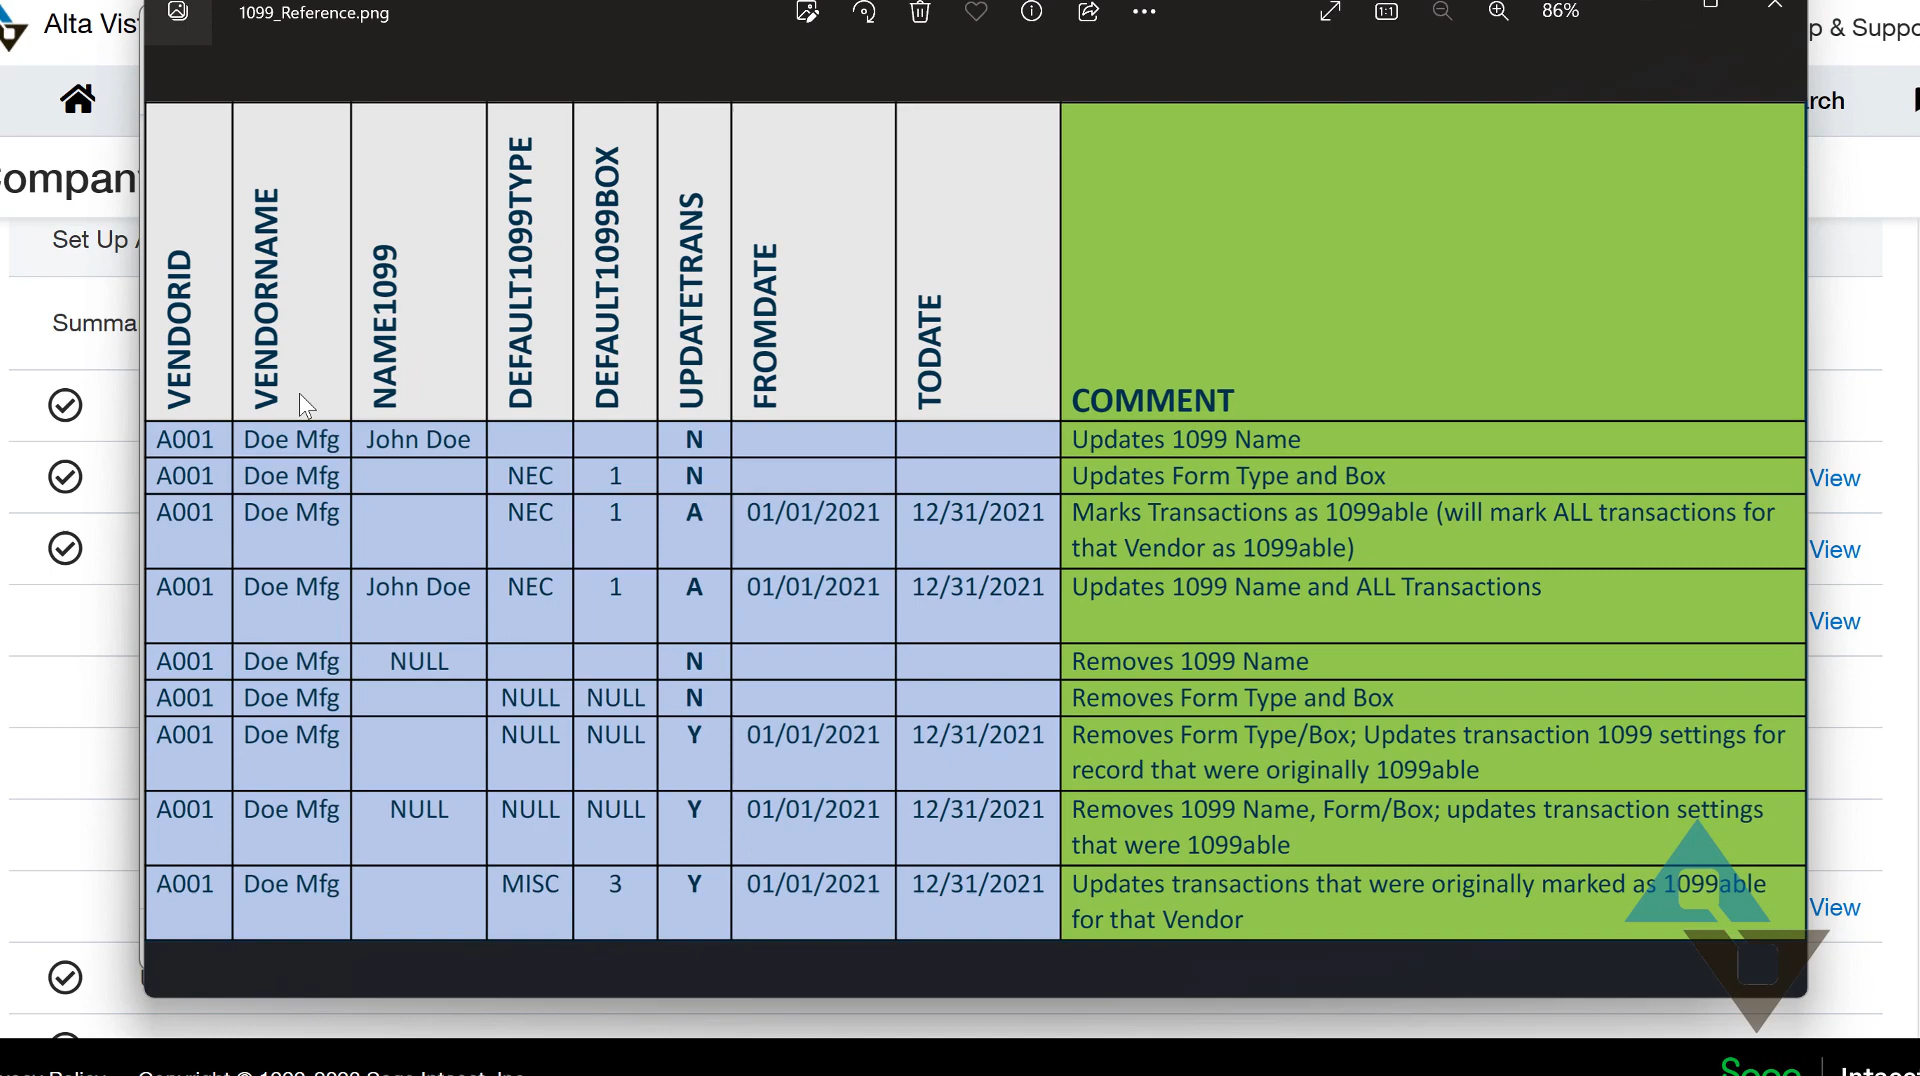 Alta Vis
1099_Reference.png
86%
p & Suppo
rch
Compan
Set Up A
Summa
VENDORID VENDORNAME NAME1099 DEFAULT1099TYPE DEFAULT1099BOX UPDATETRANS FROMDATE TODATE COMMENT
A001 Doe Mfg John Doe N Updates 1099 Name
A001 Doe Mfg NEC 1 N Updates Form Type and Box
View
A001 Doe Mfg NEC 1 A 01/01/2021 12/31/2021 Marks Transactions as 1099able (will mark ALL transactions for
that Vendor as 1099able)
View
A001 Doe Mfg John Doe NEC 1 A 01/01/2021 12/31/2021 Updates 1099 Name and ALL Transactions
View
A001 Doe Mfg NULL N Removes 1099 Name
A001 Doe Mfg NULL NULL N Removes Form Type and Box
A001 Doe Mfg NULL NULL Y 01/01/2021 12/31/2021 Removes Form Type/Box; Updates transaction 1099 settings for
record that were originally 1099able
A001 Doe Mfg NULL NULL NULL Y 01/01/2021 12/31/2021 Removes 1099 Name, Form/Box; updates transaction settings
that were 1099able
A001 Doe Mfg MISC 3 Y 01/01/2021 12/31/2021 Updates transactions that were originally marked as 1099able
for that Vendor
View